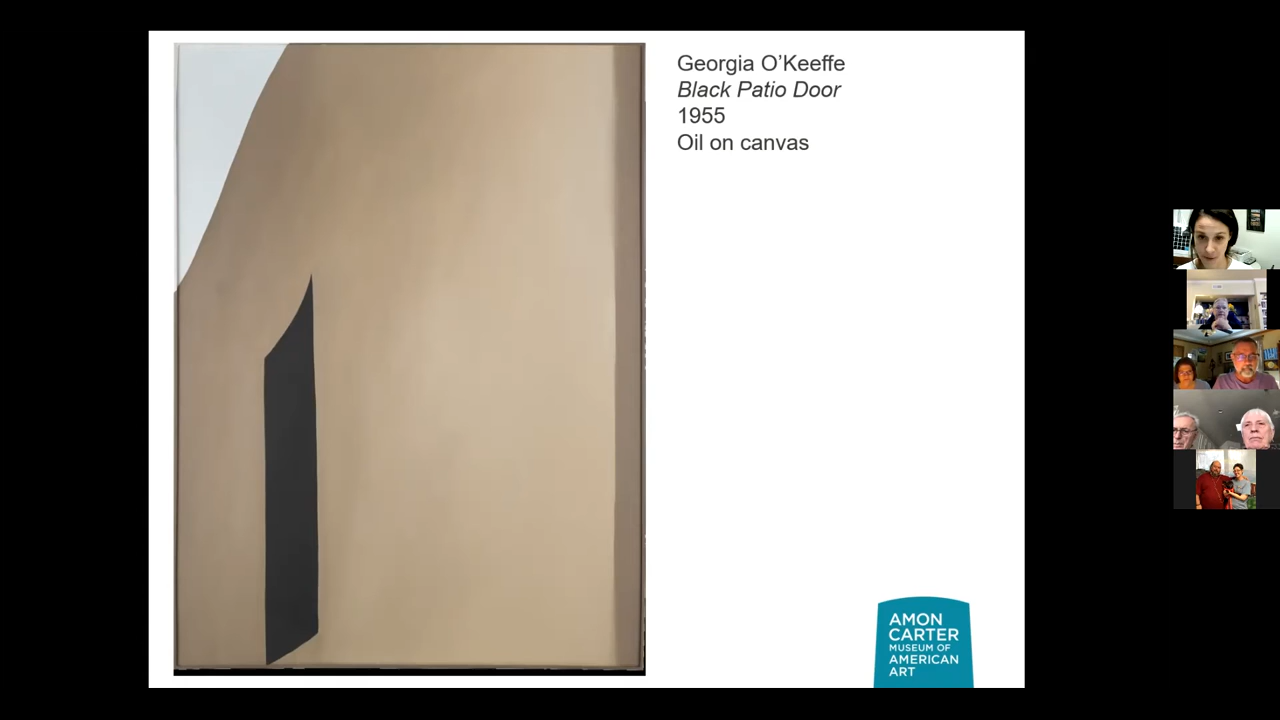 Georgia O’Keeffe
Black Patio Door
1955
Oil on canvas
AMON
CARTER
MUSEUM OF
AMERICAN
ART